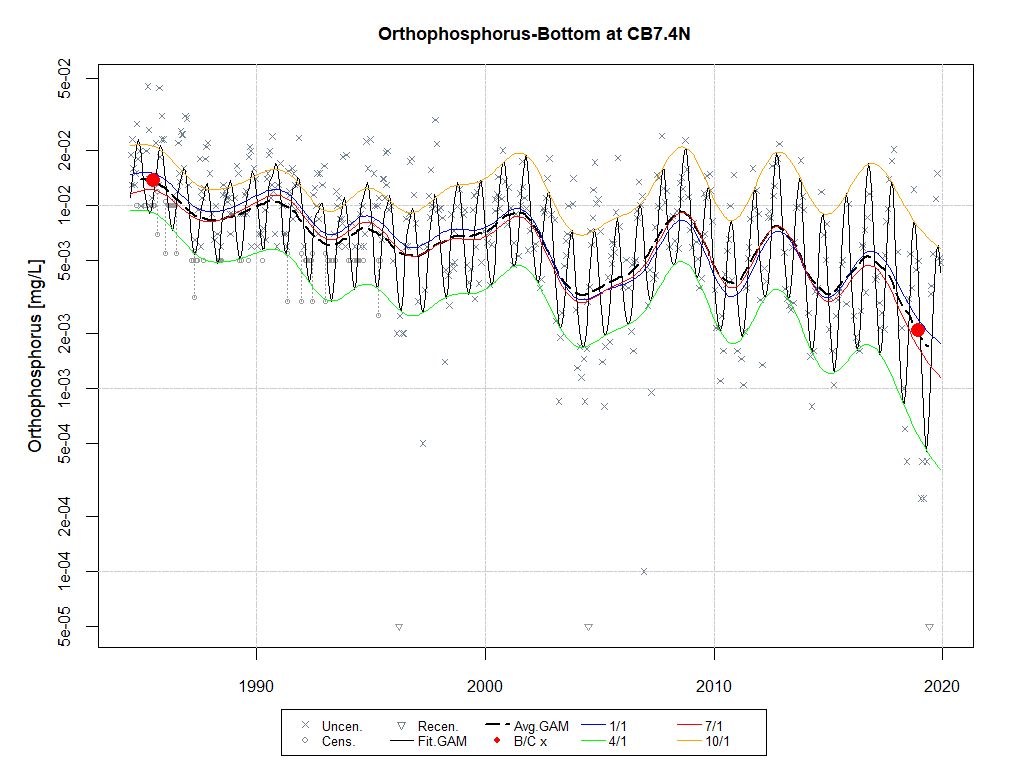 Orthophosphorus-Bottom at CB7.4N
Orthophosphorus [mg/L]
5e-02
2e-02
1e-02
5e-03
2e-03
1e-03
5e-04
2e-04
1e-04
5e-05
1990 2000 2010 2020
Uncen. Recen. Avg.GAM 1/1 7/1
Cens. Fit.GAM B/C x 4/1 10/1